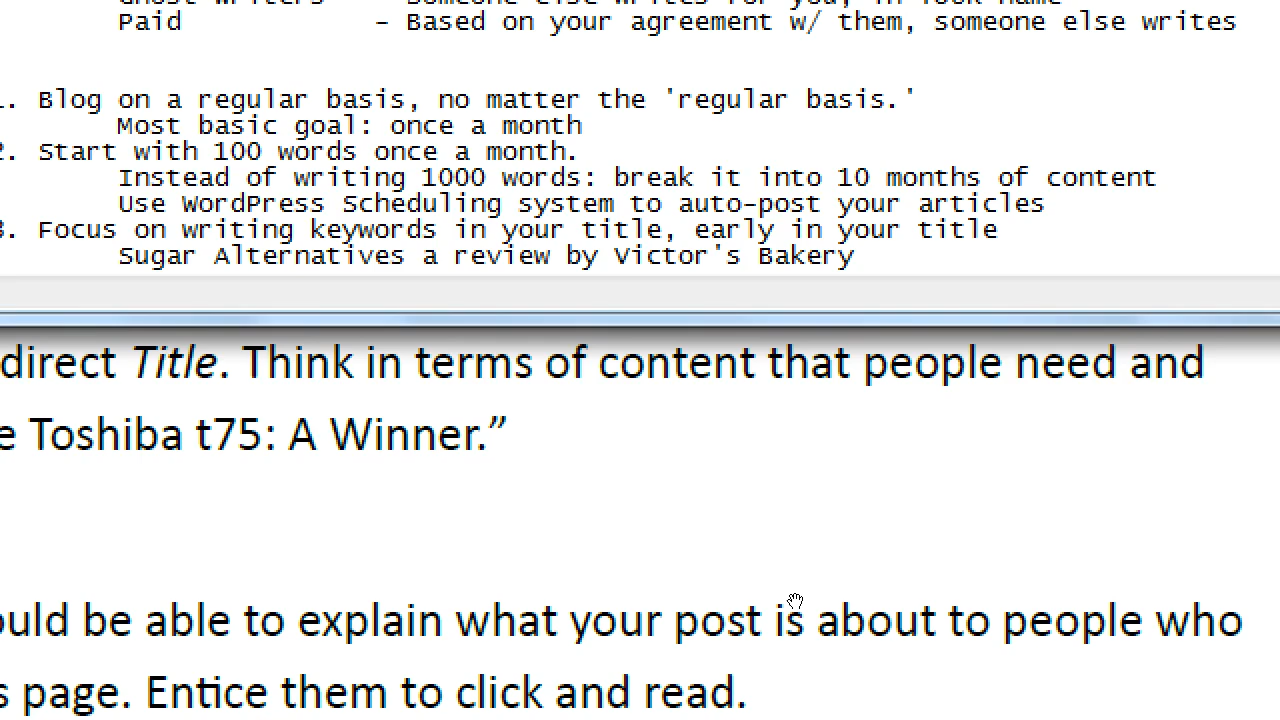 Paid – Based on your agreement w/ them, someone else writes
1. Blog on a regular basis, no matter the 'regular basis.'
Most basic goal: once a month
2. Start with 100 words once a month.
Instead of writing 1000 words: break it into 10 months of content
Use WordPress Scheduling system to auto-post your articles
3. Focus on writing keywords in your title, early in your title
Sugar Alternatives a review by Victor's Bakery
direct Title. Think in terms of content that people need and
e Toshiba t75: A Winner.”
ould be able to explain what your post is about to people who
s page. Entice them to click and read.